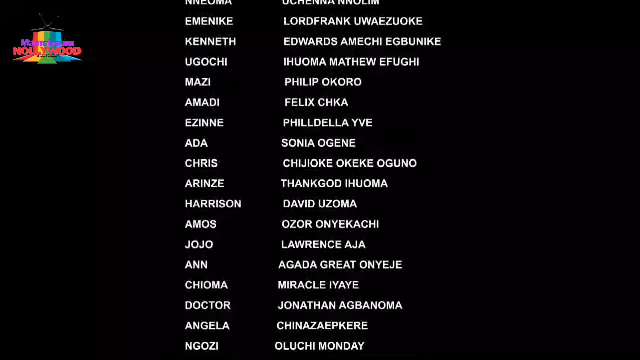 NNEOMA UCHENNA NNOLIM
EMENIKE LORDFRANK UWAEZUOKE
KENNETH EDWARDS AMECHI EGBUNIKE
UGOCHI IHUOMA MATHEW EFUGHI
MAZI PHILIP OKORO
AMADI FELIX CHKA
EZINNE PHILLDELLA YVE
ADA SONIA OGENE
CHRIS CHIJIOKE OKEKE OGUNO
ARINZE THANKGOD IHUOMA
HARRISON DAVID UZOMA
AMOS OZOR ONYEKACHI
JOJO LAWRENCE AJA
ANN AGADA GREAT ONYEJE
CHIOMA MIRACLE IYAYE
DOCTOR JONATHAN AGBANOMA
ANGELA CHINAZAEPKERE
NGOZI OLUCHI MONDAY
NOLLYWOOD